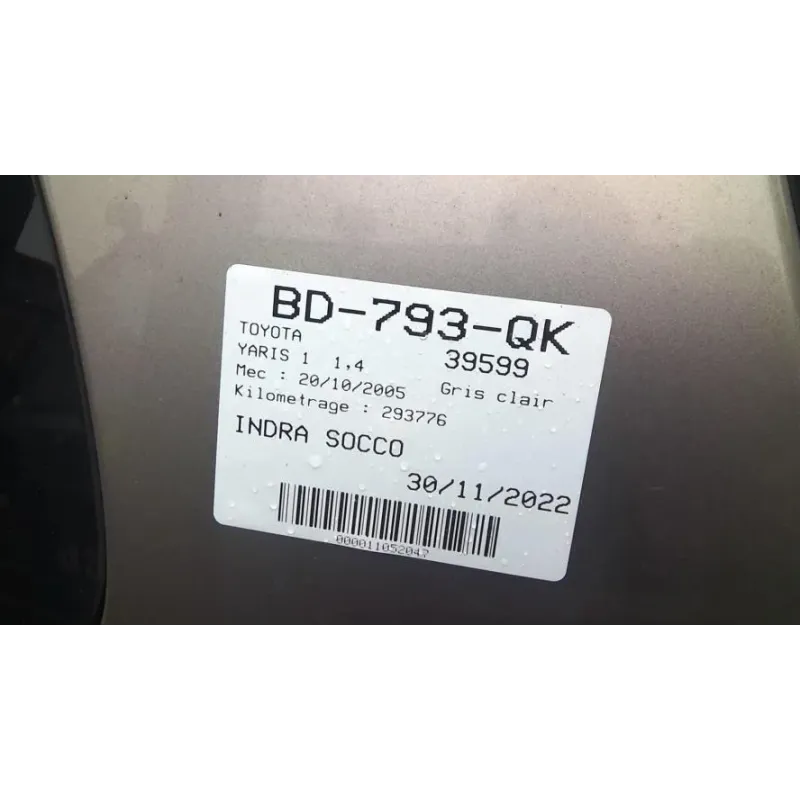 BD-793-QK
TOYOTA
YARIS 1 1,4 39599
Mec : 20/10/2005 Gris clair
Kilometrage : 293776
INDRA SOCCO
30/11/2022
000011052047